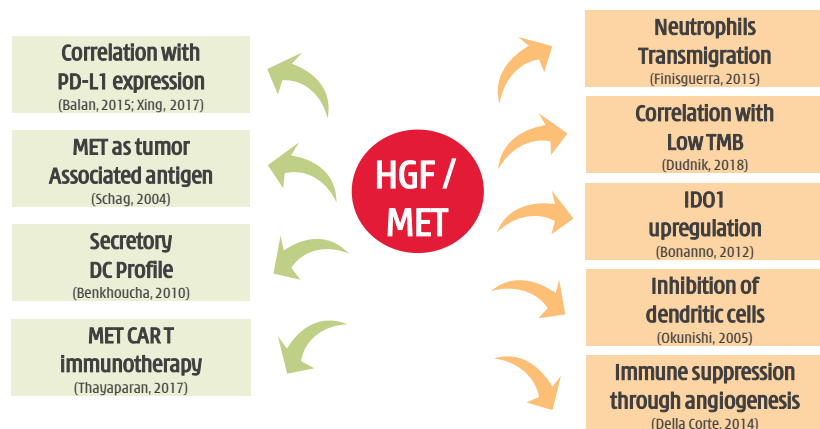 Correlation with
PD-L1 expression
(Balan, 2015; Xing, 2017)
MET as tumor
Associated antigen
(Schag, 2004)
Secretory
DC Profile
(Benkhoucha, 2010)
MET CAR T
immunotherapy
(Thayaparan, 2017)
HGF /
MET
Neutrophils
Transmigration
(Finisguerra, 2015)
Correlation with
Low TMB
(Dudnik, 2018)
IDO1
upregulation
(Bonanno, 2012)
Inhibition of
dendritic cells
(Okunishi, 2005)
Immune suppression
through angiogenesis
(Della Corte, 2014)